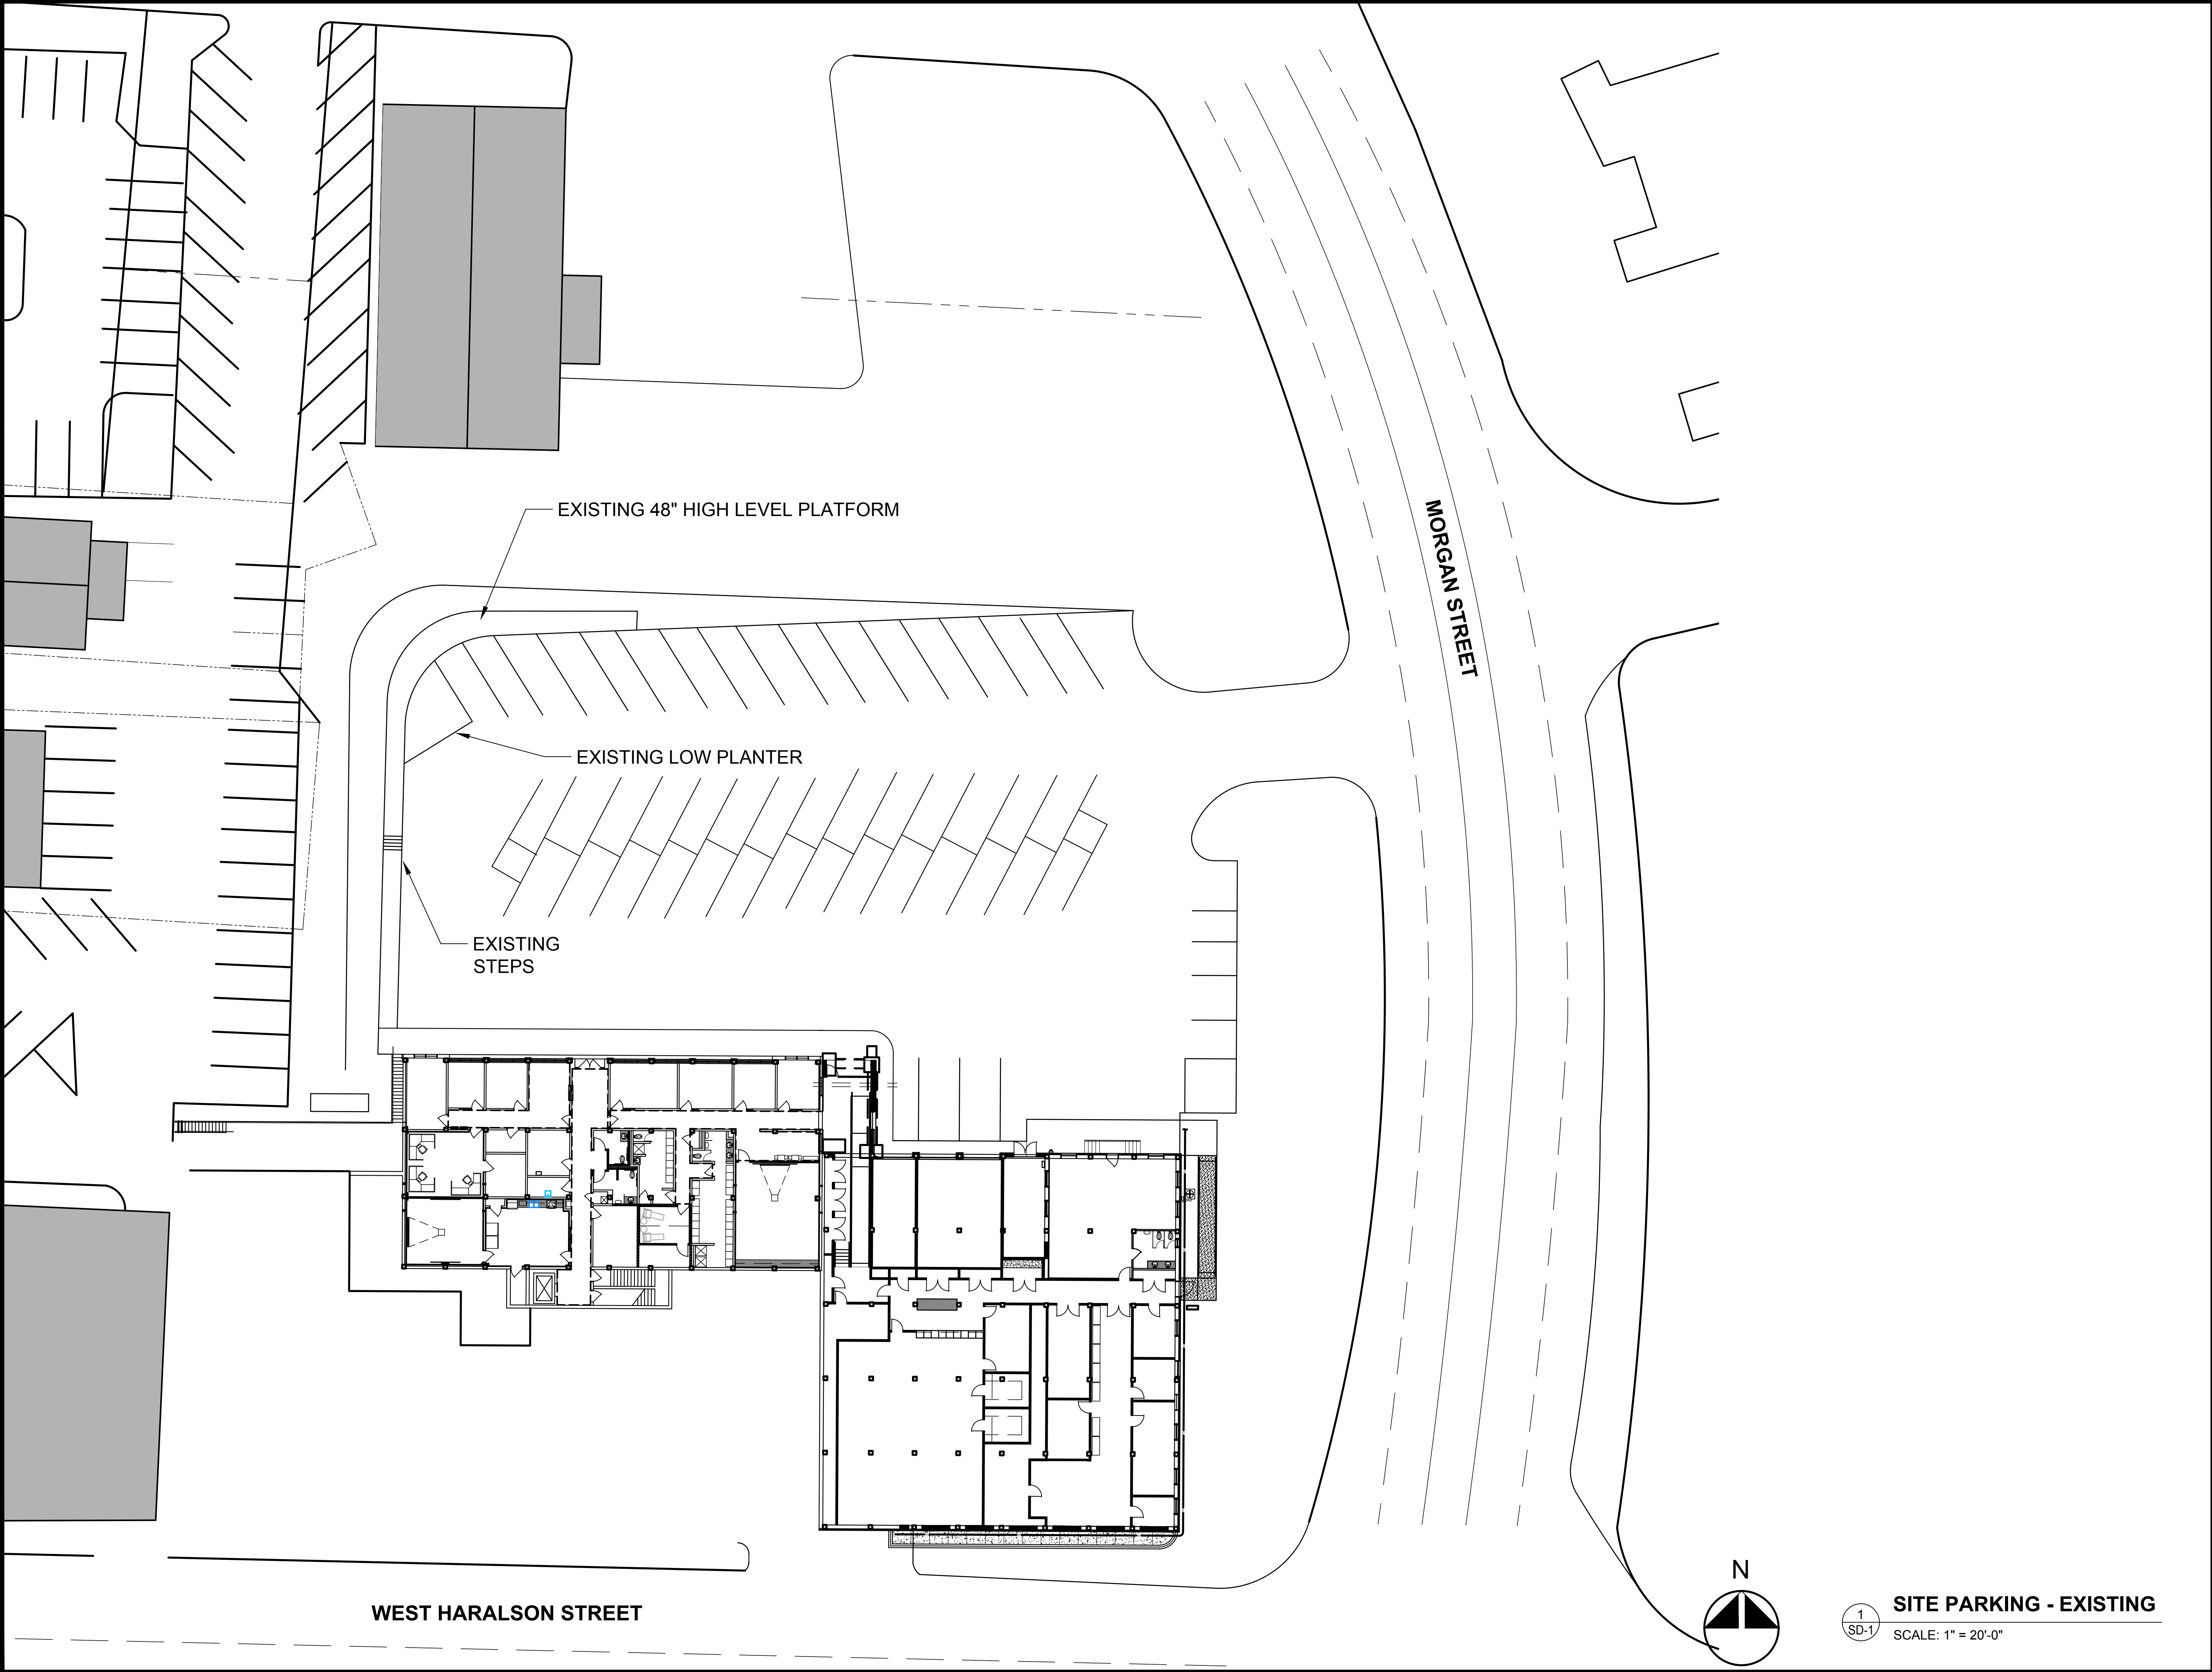 EXISTING 48" HIGH LEVEL PLATFORM
MORGAN STREET
EXISTING LOW PLANTER
EXISTING
STEPS
N
1
SD-1
SITE PARKING - EXISTING
SCALE: 1" = 20'-0"
WEST HARALSON STREET